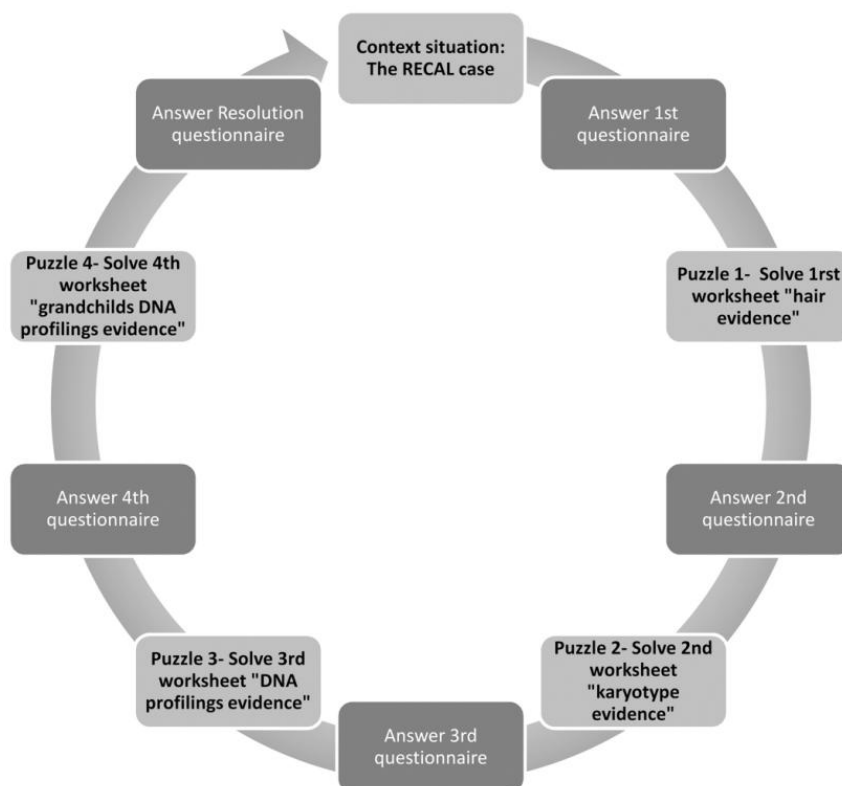 Context situation:
The RECAL case
Answer 1st
questionnaire
Puzzle 1-  Solve 1rst
worksheet "hair
evidence"
Answer 2nd
questionnaire
Puzzle 2- Solve 2nd
worksheet
"karyotype
evidence"
Answer 3rd
questionnaire
Puzzle 3- Solve 3rd
worksheet "DNA
profilings evidence"
Answer 4th
questionnaire
Puzzle 4- Solve 4th
worksheet
"grandchilds DNA
profilings evidence"
Answer Resolution
questionnaire